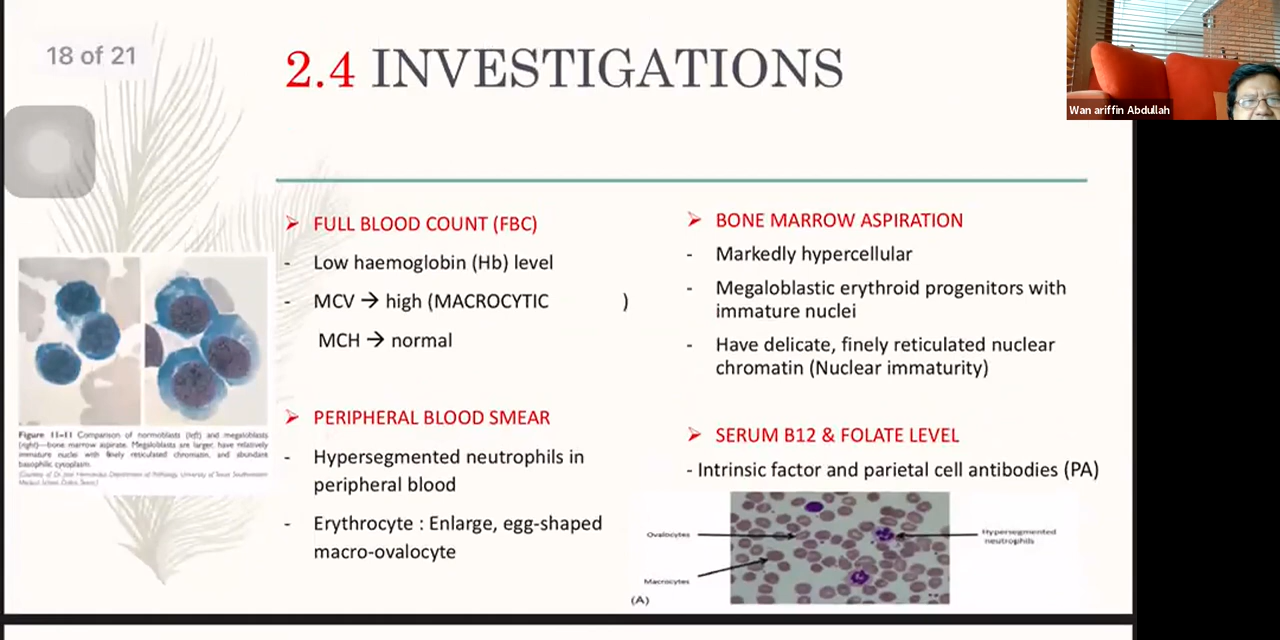 18 of 21
2.4 INVESTIGATIONS
Wan ariffin Abdullah
➢ FULL BLOOD COUNT (FBC)
- Low haemoglobin (Hb) level
- MCV → high (MACROCYTIC )
MCH → normal
➢ PERIPHERAL BLOOD SMEAR
- Hypersegmented neutrophils in
peripheral blood
- Erythrocyte : Enlarge, egg-shaped
macro-ovalocyte
➢ BONE MARROW ASPIRATION
- Markedly hypercellular
- Megaloblastic erythroid progenitors with
immature nuclei
- Have delicate, finely reticulated nuclear
chromatin (Nuclear immaturity)
➢ SERUM B12 & FOLATE LEVEL
- Intrinsic factor and parietal cell antibodies (PA)
Figure 11-11 Comparison of normoblasts (left) and megaloblasts
(right)—bone marrow aspirate. Megaloblasts are larger, have relatively
immature nuclei with finely reticulated chromatin, and abundant
basophilic cytoplasm.
Ovalocytes
Macrocytes
Hypersegmented
neutrophils
(A)